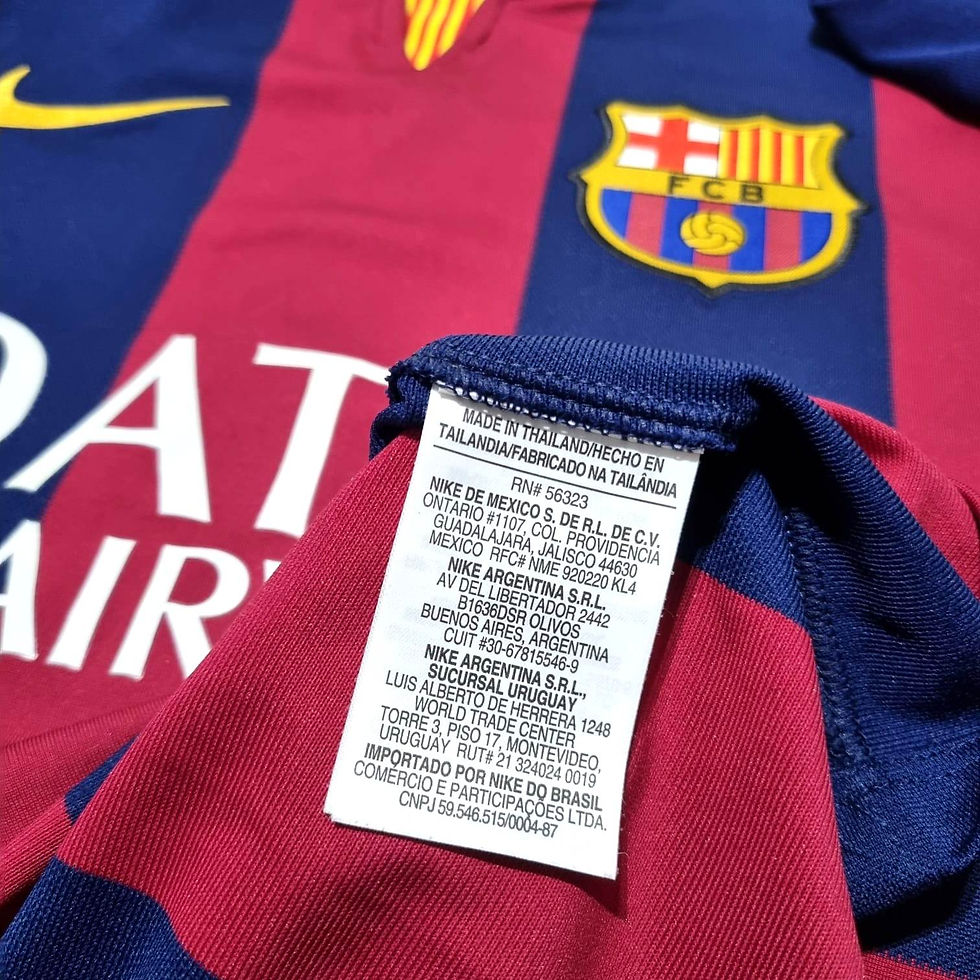 FCB
QAT
AIR
MADE IN THAILAND/HECHO EN
TAILANDIA/FABRICADO NA TAILÂNDIA
RN# 56323
NIKE DE MEXICO S. DE R.L. DE C.V.
ONTARIO #1107, COL. PROVIDENCIA
GUADALAJARA, JALISCO 44630
MEXICO RFC# NME 920220 KL4
NIKE ARGENTINA S.R.L.
AV DEL LIBERTADOR 2442
B1636DSR OLIVOS
BUENOS AIRES, ARGENTINA
CUIT #30-67815546-9
NIKE ARGENTINA S.R.L.,
SUCURSAL URUGUAY
LUIS ALBERTO DE HERRERA 1248
WORLD TRADE CENTER
TORRE 3, PISO 17, MONTEVIDEO,
URUGUAY RUT# 21 324024 0019
IMPORTADO POR NIKE DO BRASIL
COMÉRCIO E PARTICIPAÇÕES LTDA.
CNPJ 59.546.515/0004-87